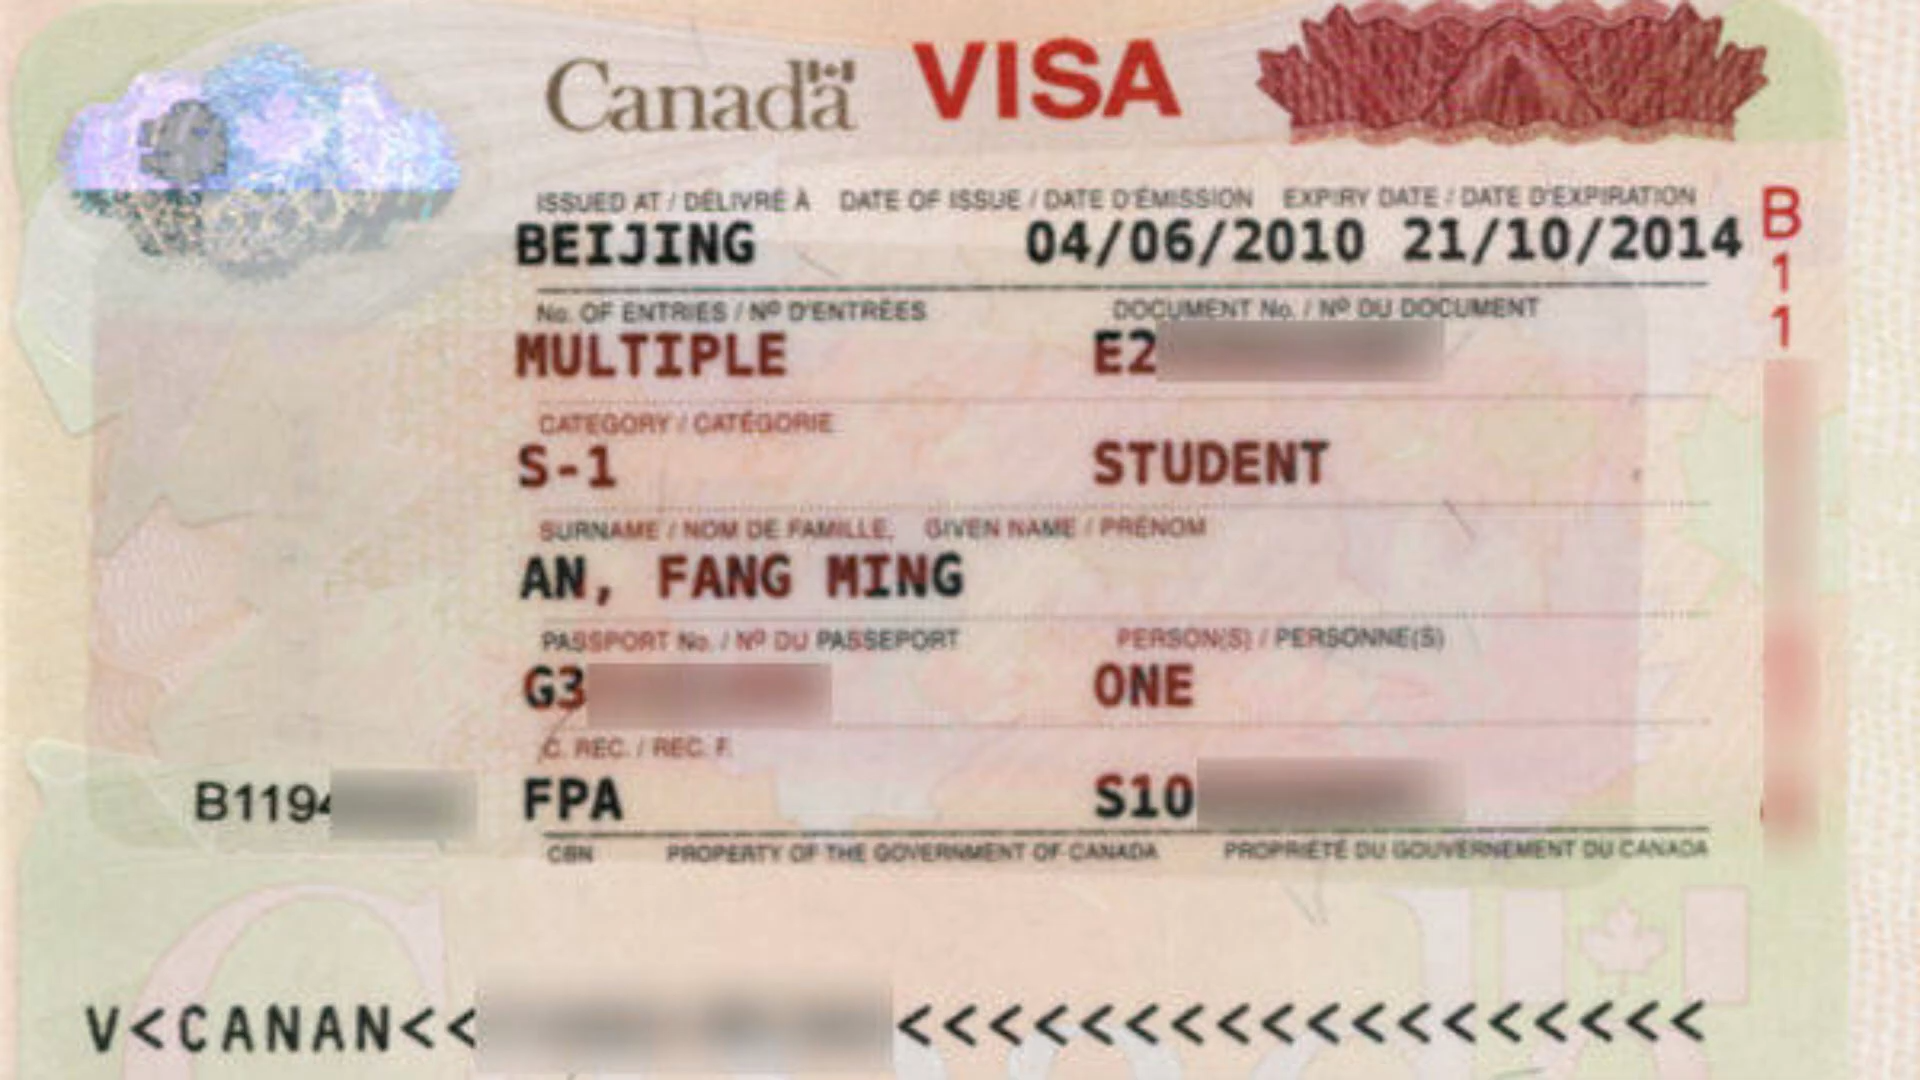 Canada VISA
ISSUED AT / DÉLIVRÉ À DATE OF ISSUE / DATE D'ÉMISSION EXPIRY DATE / DATE D'EXPIRATION
BEIJING 04/06/2010 21/10/2014
B11
No. OF ENTRIES / Nº D'ENTRÉES DOCUMENT No. / Nº DU DOCUMENT
MULTIPLE E2
CATEGORY / CATÉGORIE
S-1 STUDENT
SURNAME / NOM DE FAMILLE, GIVEN NAME / PRÉNOM
AN, FANG MING
PASSPORT No. / Nº DU PASSEPORT PERSON(S) / PERSONNE(S)
G3 ONE
C. REC. / REC. F.
B1194 FPA S10
CBN PROPERTY OF THE GOVERNMENT OF CANADA PROPRIÉTÉ DU GOUVERNEMENT DU CANADA
V<CANAN<< <<<<<<<<<<<<<<<<<<